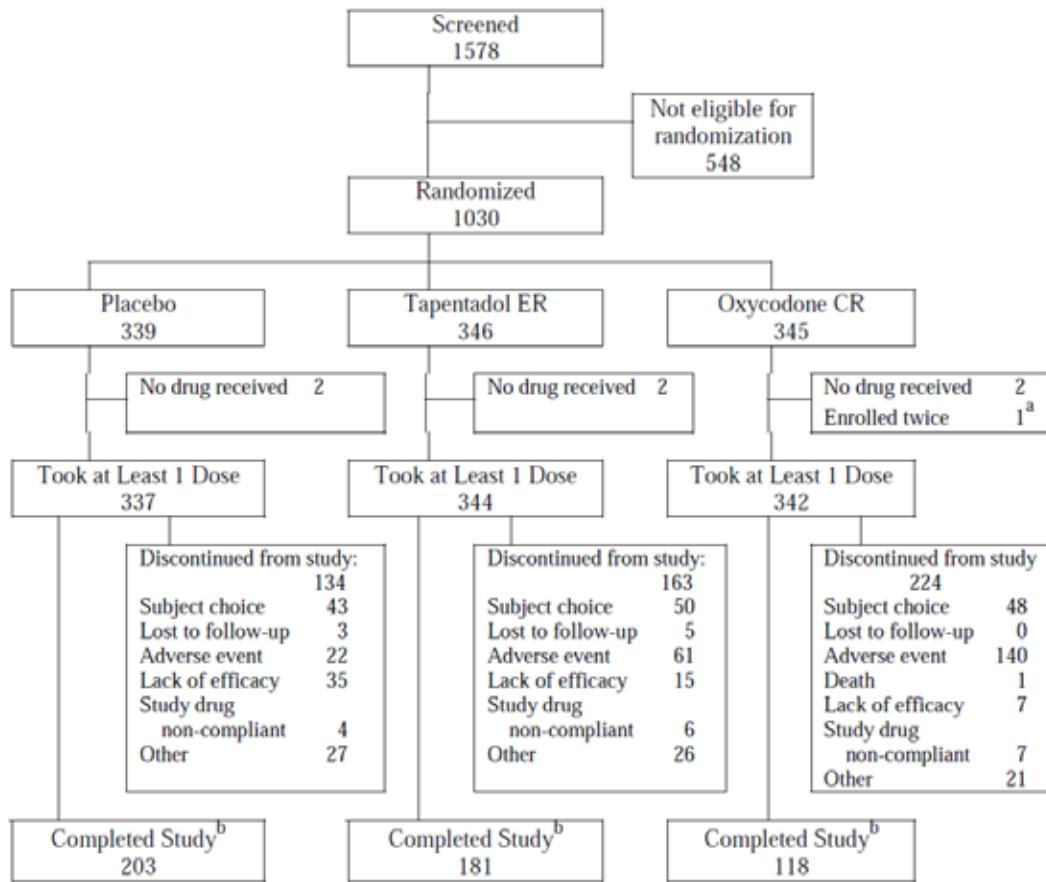 Screened
1578
Not eligible for
randomization
548
Randomized
1030
Placebo
339
Tapentadol ER
346
Oxycodone CR
345
No drug received 2
No drug received 2
No drug received 2
Enrolled twice 1a
Took at Least 1 Dose
337
Took at Least 1 Dose
344
Took at Least 1 Dose
342
Discontinued from study:
134
Subject choice 43
Lost to follow-up 3
Adverse event 22
Lack of efficacy 35
Study drug
non-compliant 4
Other 27
Discontinued from study:
163
Subject choice 50
Lost to follow-up 5
Adverse event 61
Lack of efficacy 15
Study drug
non-compliant 6
Other 26
Discontinued from study
224
Subject choice 48
Lost to follow-up 0
Adverse event 140
Death 1
Lack of efficacy 7
Study drug
non-compliant 7
Other 21
Completed Studyb
203
Completed Studyb
181
Completed Studyb
118